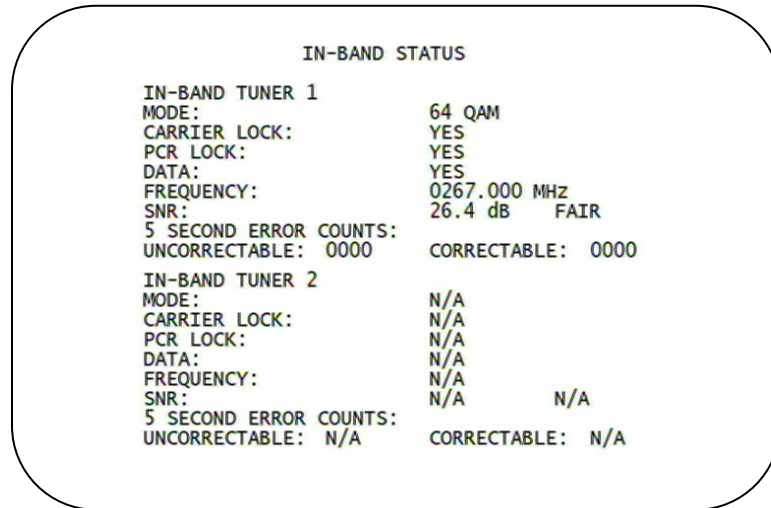 IN-BAND STATUS
IN-BAND TUNER 1
MODE: 64 QAM
CARRIER LOCK: YES
PCR LOCK: YES
DATA: YES
FREQUENCY: 0267.000 MHz
SNR: 26.4 dB FAIR
5 SECOND ERROR COUNTS:
UNCORRECTABLE: 0000 CORRECTABLE: 0000
IN-BAND TUNER 2
MODE: N/A
CARRIER LOCK: N/A
PCR LOCK: N/A
DATA: N/A
FREQUENCY: N/A
SNR: N/A N/A
5 SECOND ERROR COUNTS:
UNCORRECTABLE: N/A CORRECTABLE: N/A